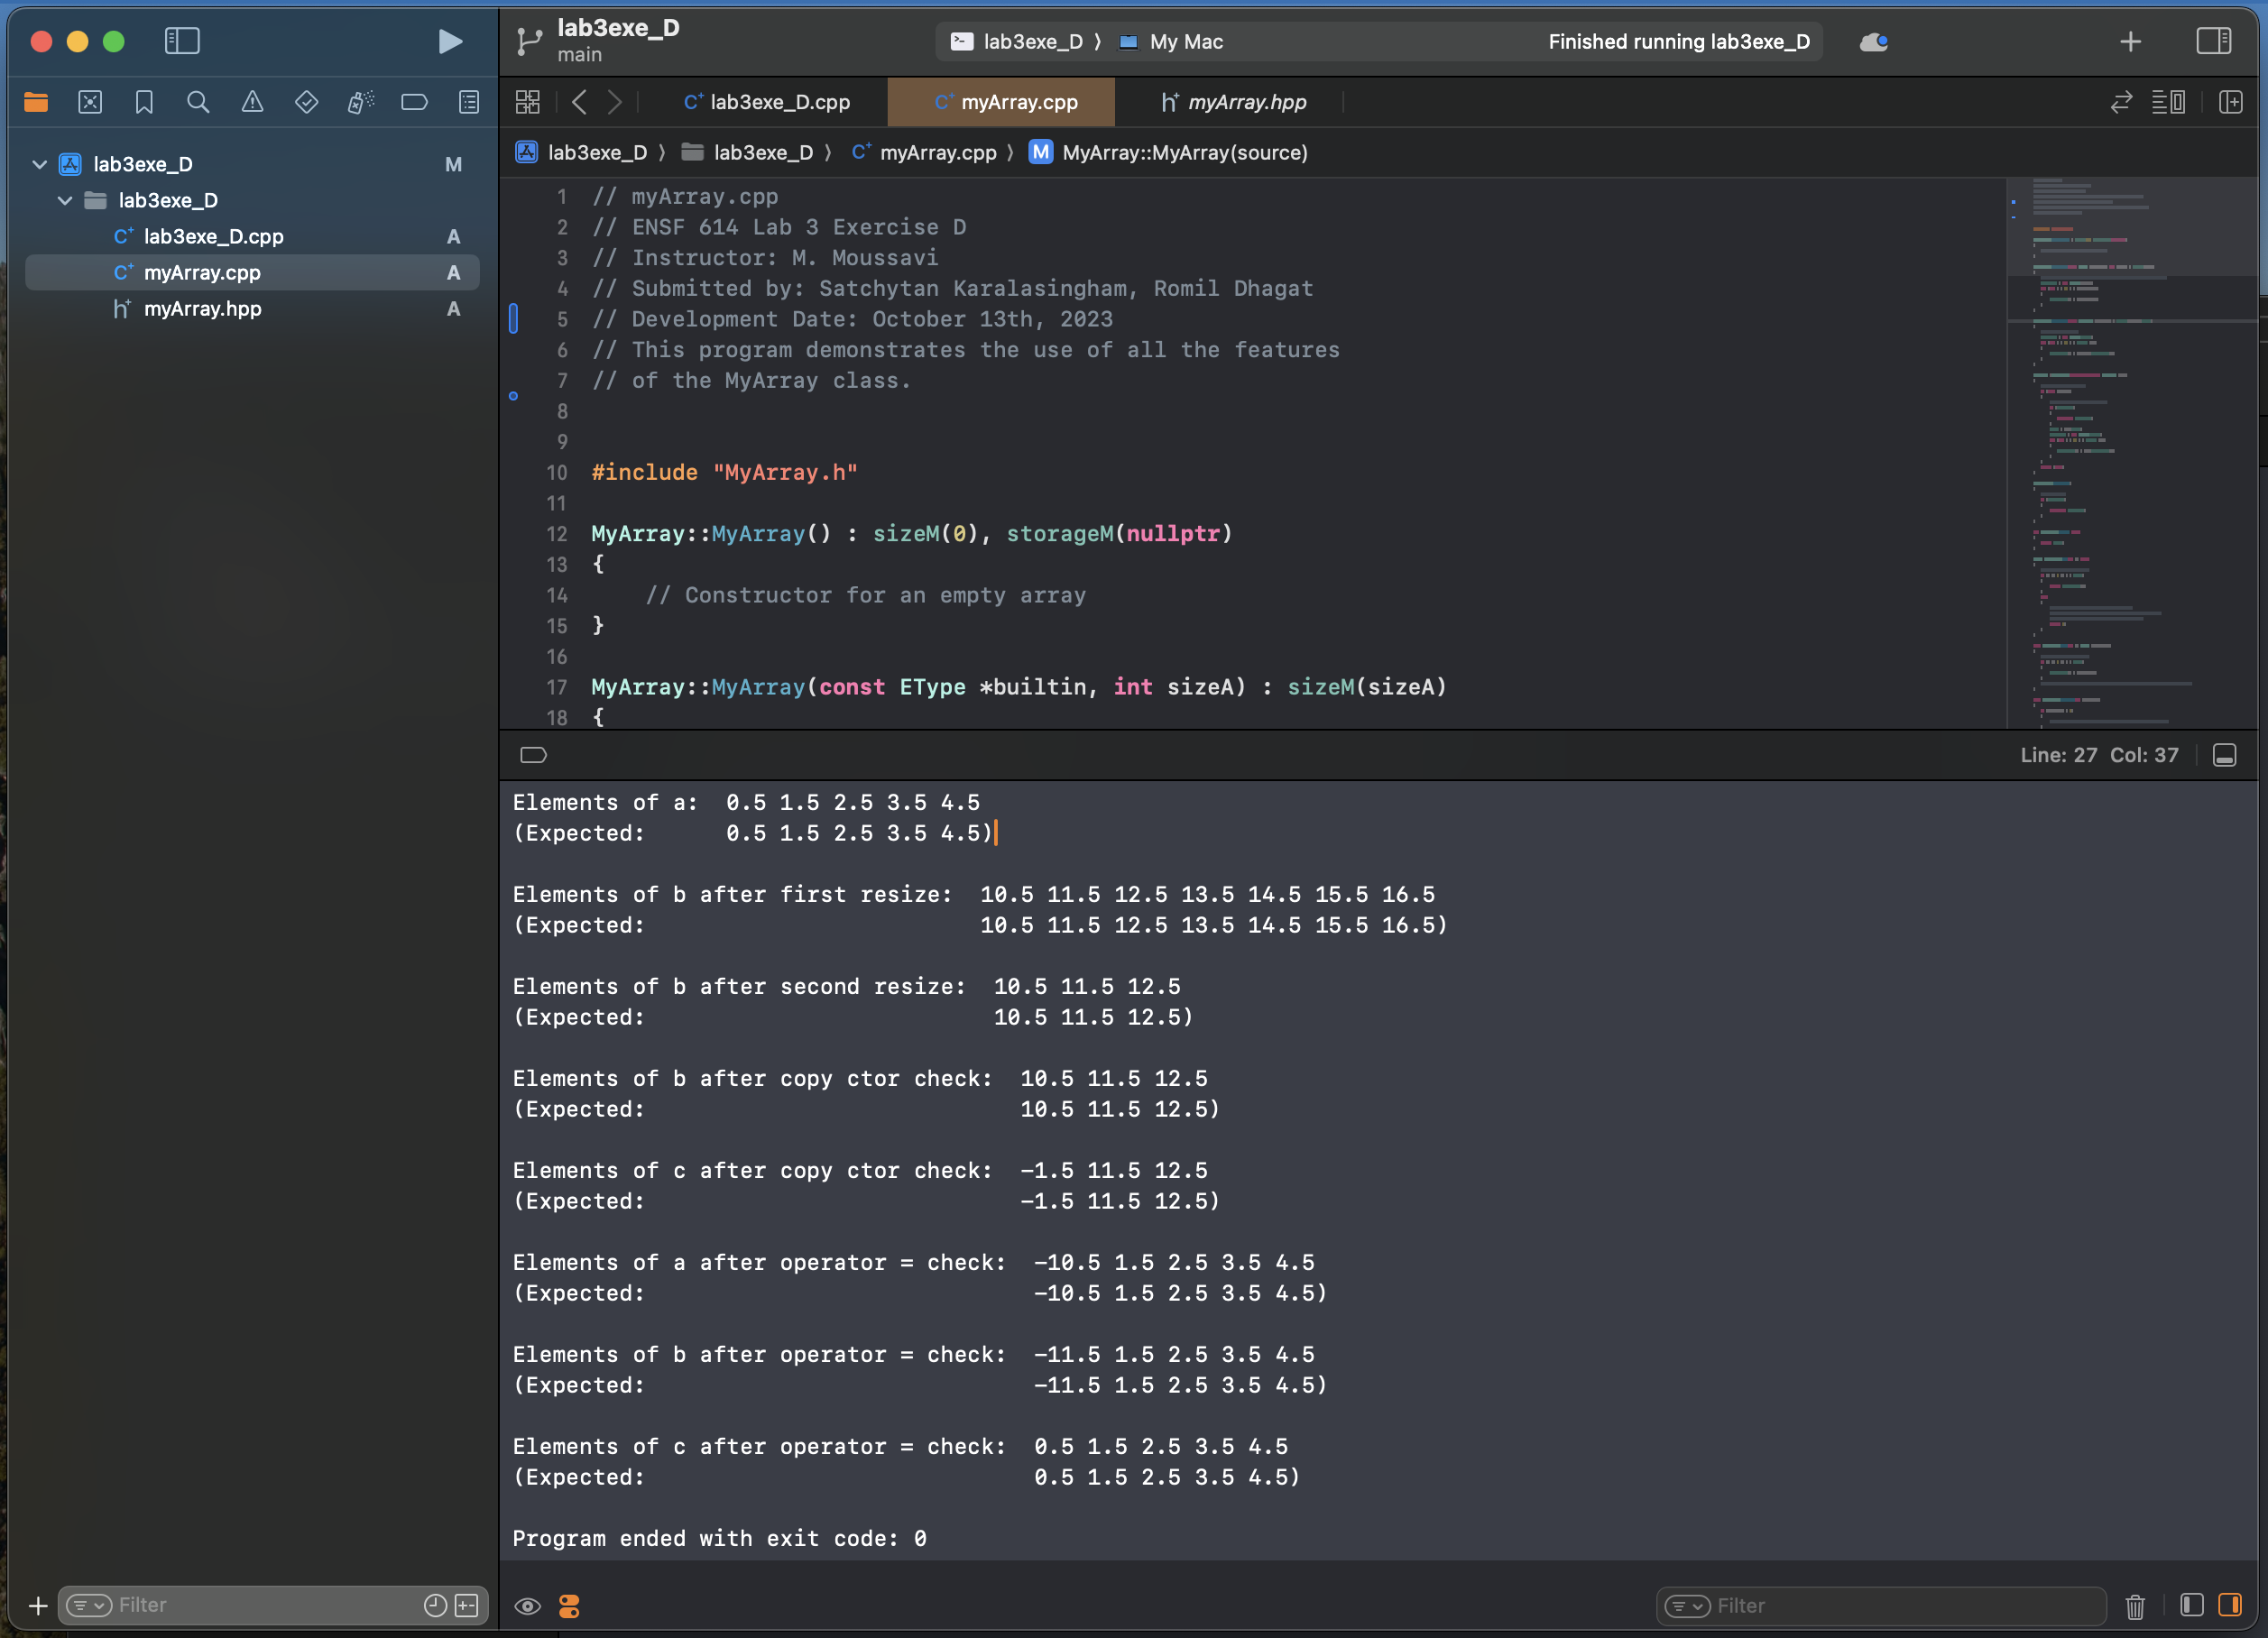 lab3exe_D
main
lab3exe_D 〉 My Mac
Finished running lab3exe_D
lab3exe_D.cpp
myArray.cpp
myArray.hpp
lab3exe_D 〉 lab3exe_D 〉 myArray.cpp 〉 M MyArray::MyArray(source)
lab3exe_D M
lab3exe_D
lab3exe_D.cpp A
myArray.cpp A
myArray.hpp A
1 // myArray.cpp
2 // ENSF 614 Lab 3 Exercise D
3 // Instructor: M. Moussavi
4 // Submitted by: Satchytan Karalasingham, Romil Dhagat
5 // Development Date: October 13th, 2023
6 // This program demonstrates the use of all the features
7 // of the MyArray class.
8
9
10 #include "MyArray.h"
11
12 MyArray::MyArray() : sizeM(0), storageM(nullptr)
13 {
14 // Constructor for an empty array
15 }
16
17 MyArray::MyArray(const EType *builtin, int sizeA) : sizeM(sizeA)
18 {
Line: 27 Col: 37
Elements of a: 0.5 1.5 2.5 3.5 4.5
(Expected: 0.5 1.5 2.5 3.5 4.5)
Elements of b after first resize: 10.5 11.5 12.5 13.5 14.5 15.5 16.5
(Expected: 10.5 11.5 12.5 13.5 14.5 15.5 16.5)
Elements of b after second resize: 10.5 11.5 12.5
(Expected: 10.5 11.5 12.5)
Elements of b after copy ctor check: 10.5 11.5 12.5
(Expected: 10.5 11.5 12.5)
Elements of c after copy ctor check: -1.5 11.5 12.5
(Expected: -1.5 11.5 12.5)
Elements of a after operator = check: -10.5 1.5 2.5 3.5 4.5
(Expected: -10.5 1.5 2.5 3.5 4.5)
Elements of b after operator = check: -11.5 1.5 2.5 3.5 4.5
(Expected: -11.5 1.5 2.5 3.5 4.5)
Elements of c after operator = check: 0.5 1.5 2.5 3.5 4.5
(Expected: 0.5 1.5 2.5 3.5 4.5)
Program ended with exit code: 0
Filter
Filter